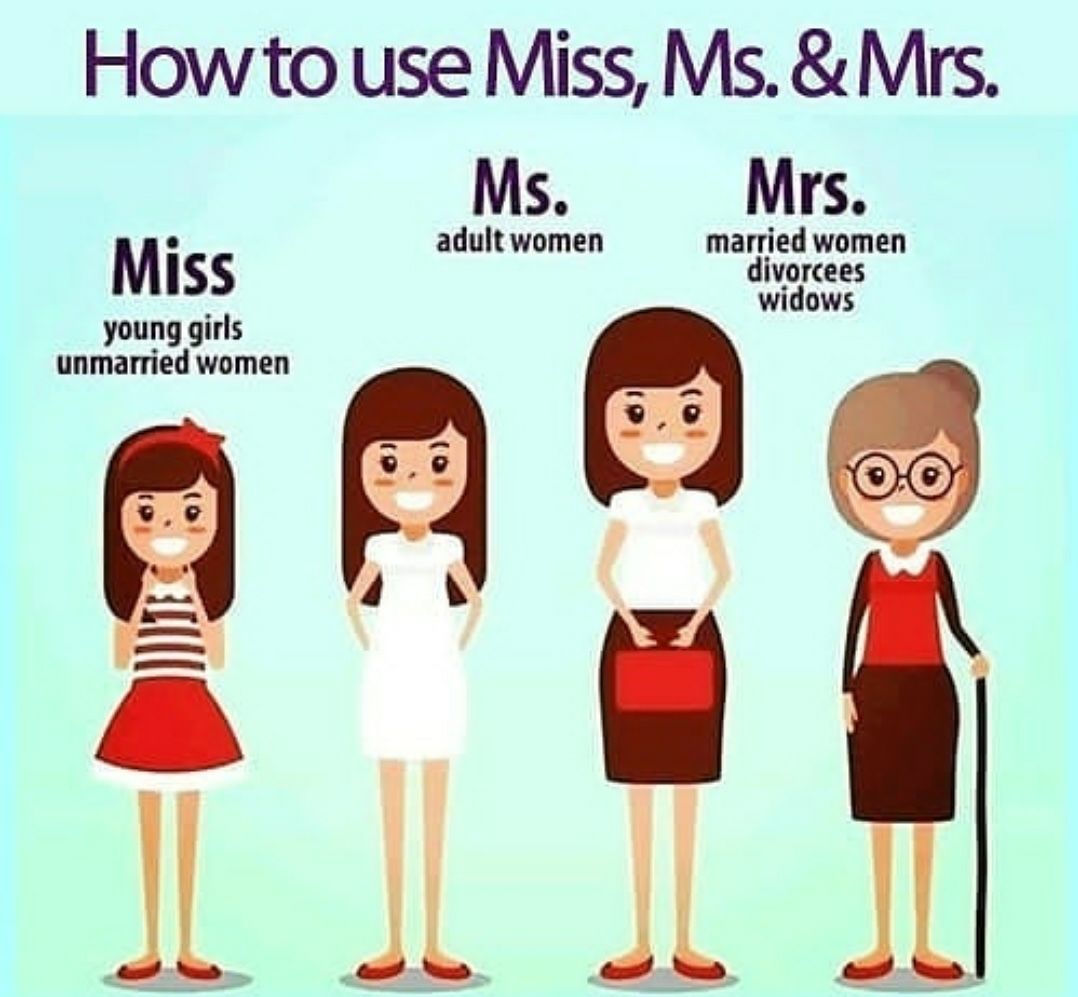 How to use Miss, Ms. & Mrs.
Miss
young girls
unmarried women
Ms.
adult women
Mrs.
married women
divorcees
widows